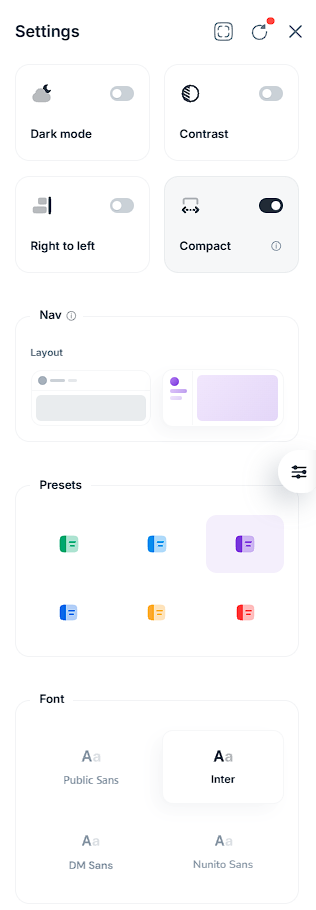 Settings
Dark mode
Contrast
Right to left
Compact
Nav
Layout
Presets
Font
Aa
Public Sans
Aa
Inter
Aa
DM Sans
Aa
Nunito Sans